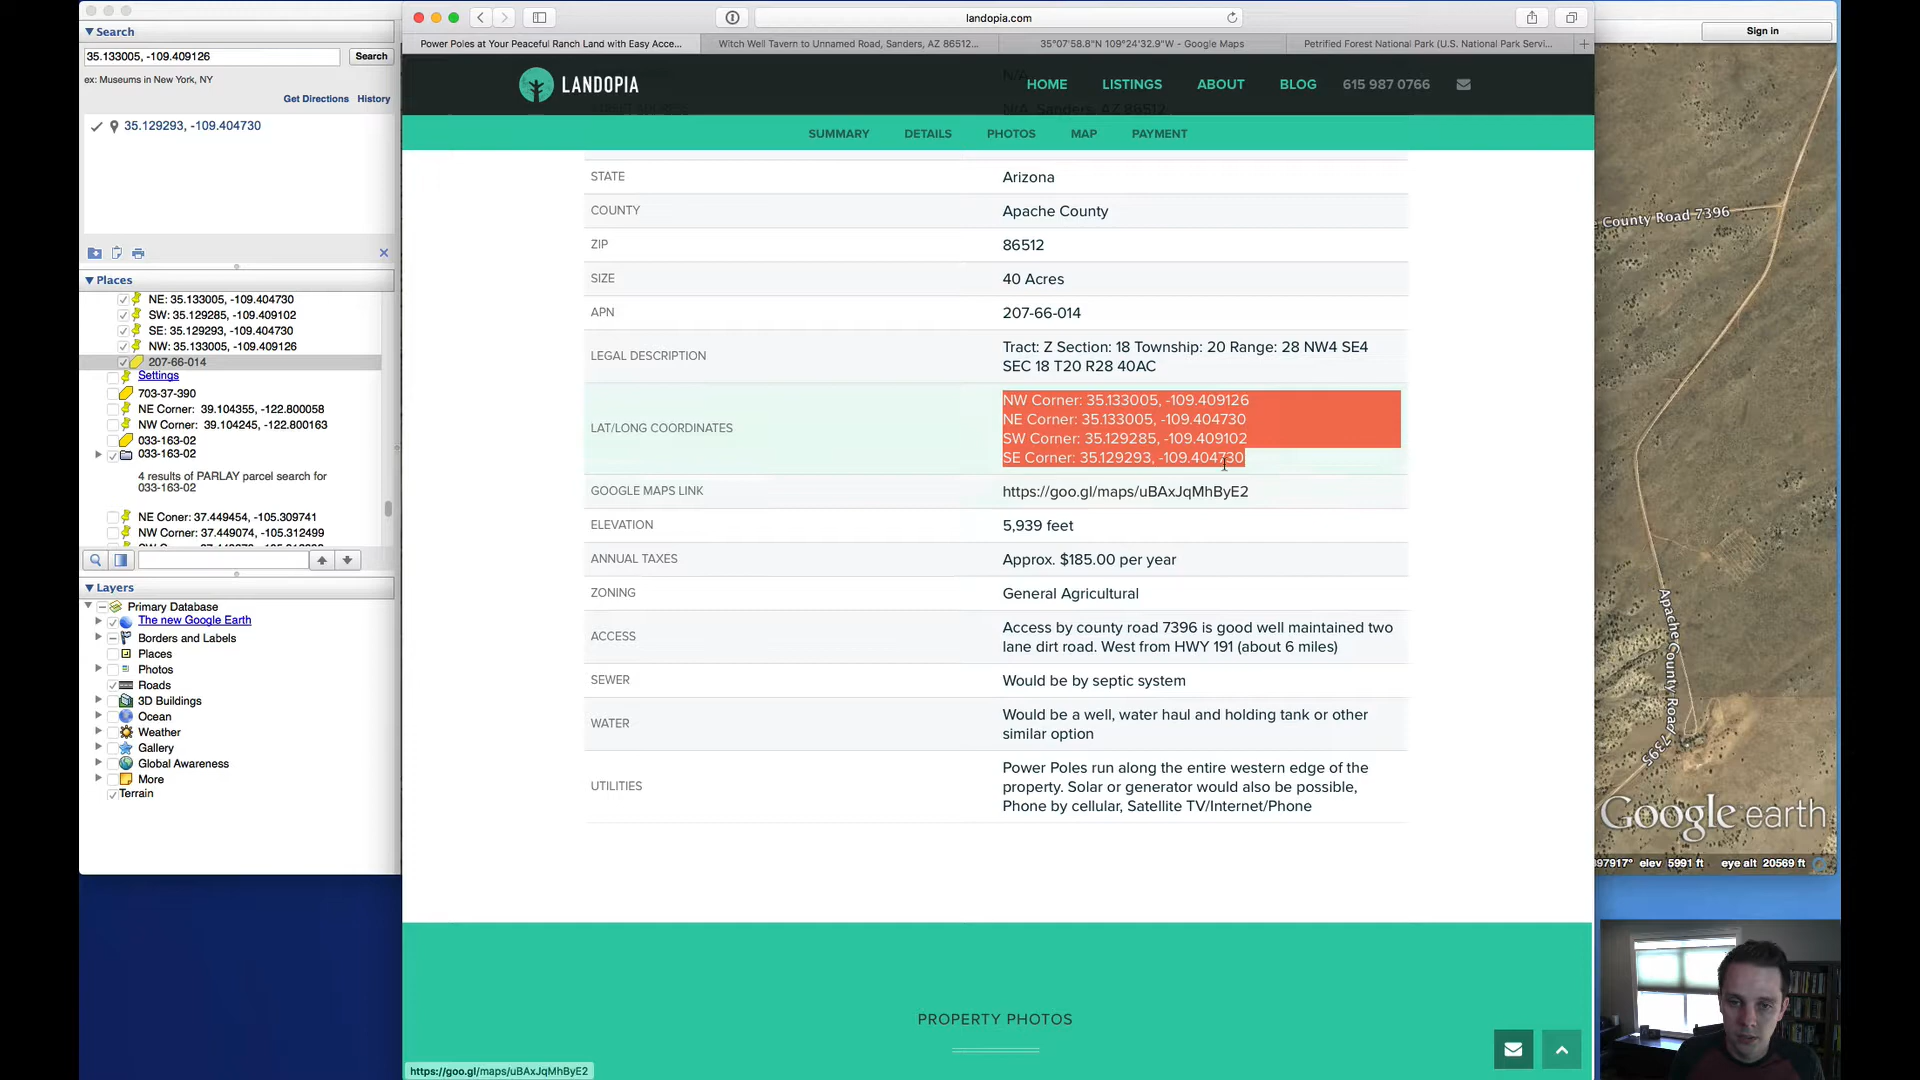 Search
35.133005, -109.409126
Search
ex: Museums in New York, NY
Get Directions
History
35.129293, -109.404730
Places
NE: 35.133005, -109.404730
SW: 35.129285, -109.409102
SE: 35.129293, -109.404730
NW: 35.133005, -109.409126
207-66-014
Settings
703-37-390
NE Corner: 39.104355, -122.800058
NW Corner: 39.104245, -122.800163
033-163-02
033-163-02
4 results of PARLAY parcel search for
033-163-02
NE Coner: 37.449454, -105.309741
NW Corner: 37.449074, -105.312499
Layers
Primary Database
The new Google Earth
Borders and Labels
Places
Photos
Roads
3D Buildings
Ocean
Weather
Gallery
Global Awareness
More
Terrain
landopia.com
Power Poles at Your Peaceful Ranch Land with Easy Acce...
Witch Well Tavern to Unnamed Road, Sanders, AZ 86512...
35°07'58.8"N 109°24'32.9"W - Google Maps
Petrified Forest National Park (U.S. National Park Servi...
LANDOPIA
HOME
LISTINGS
ABOUT
BLOG
615 987 0766
N/A, Sanders, AZ 86512
SUMMARY
DETAILS
PHOTOS
MAP
PAYMENT
STATE
Arizona
COUNTY
Apache County
ZIP
86512
SIZE
40 Acres
APN
207-66-014
LEGAL DESCRIPTION
Tract: Z Section: 18 Township: 20 Range: 28 NW4 SE4
SEC 18 T20 R28 40AC
LAT/LONG COORDINATES
NW Corner: 35.133005, -109.409126
NE Corner: 35.133005, -109.404730
SW Corner: 35.129285, -109.409102
SE Corner: 35.129293, -109.404730
GOOGLE MAPS LINK
https://goo.gl/maps/uBAxJqMhByE2
ELEVATION
5,939 feet
ANNUAL TAXES
Approx. $185.00 per year
ZONING
General Agricultural
ACCESS
Access by county road 7396 is good well maintained two
lane dirt road. West from HWY 191 (about 6 miles)
SEWER
Would be by septic system
WATER
Would be a well, water haul and holding tank or other
similar option
UTILITIES
Power Poles run along the entire western edge of the
property. Solar or generator would also be possible,
Phone by cellular, Satellite TV/Internet/Phone
PROPERTY PHOTOS
https://goo.gl/maps/uBAxJqMhByE2
Sign in
e County Road 7396
Apache County Road
7395
Google earth
97917° elev 5991 ft eye alt 20569 ft